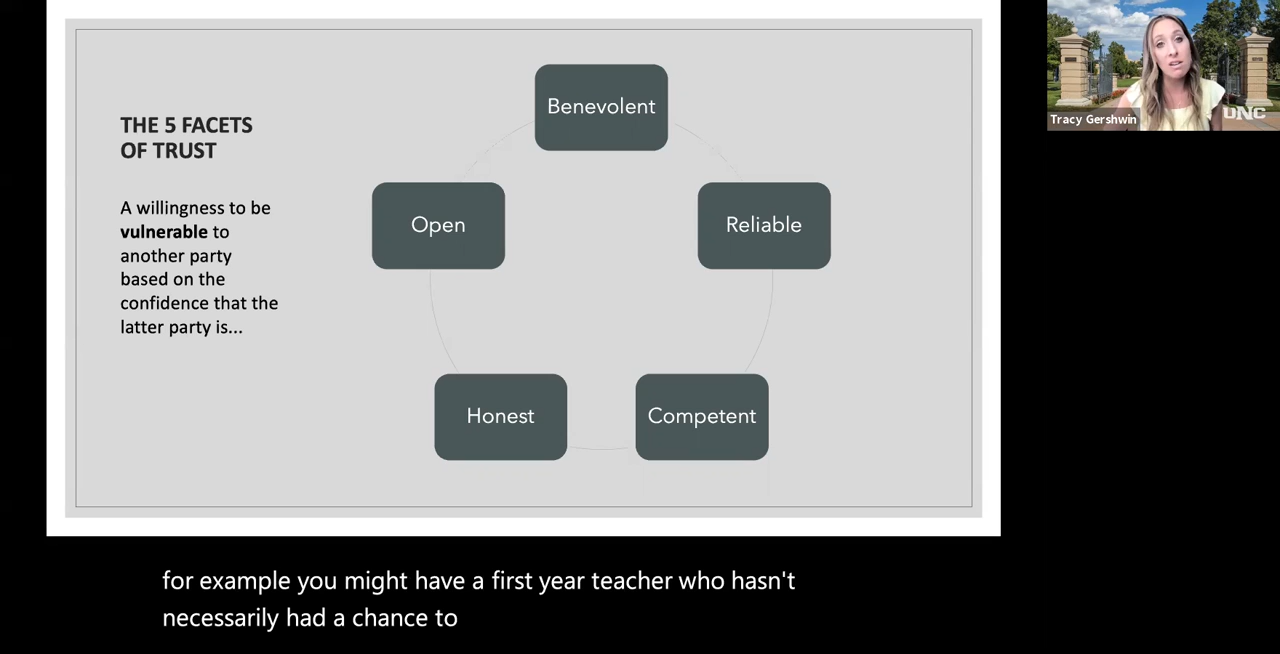 THE 5 FACETS
OF TRUST
A willingness to be
vulnerable to
another party
based on the
confidence that the
latter party is...
Benevolent
Open
Reliable
Honest
Competent
Tracy Gershwin
UNC
for example you might have a first year teacher who hasn't
necessarily had a chance to